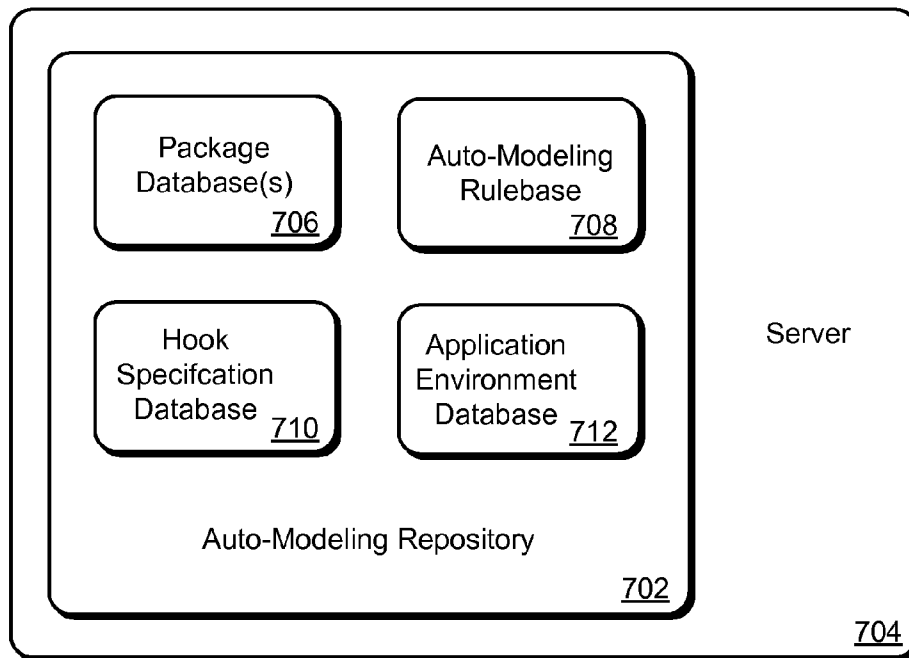 Package
Database(s)
706
Auto-Modeling
Rulebase
708
Hook
Specifcation
Database
710
Application
Environment
Database
712
Server
Auto-Modeling Repository
702
704